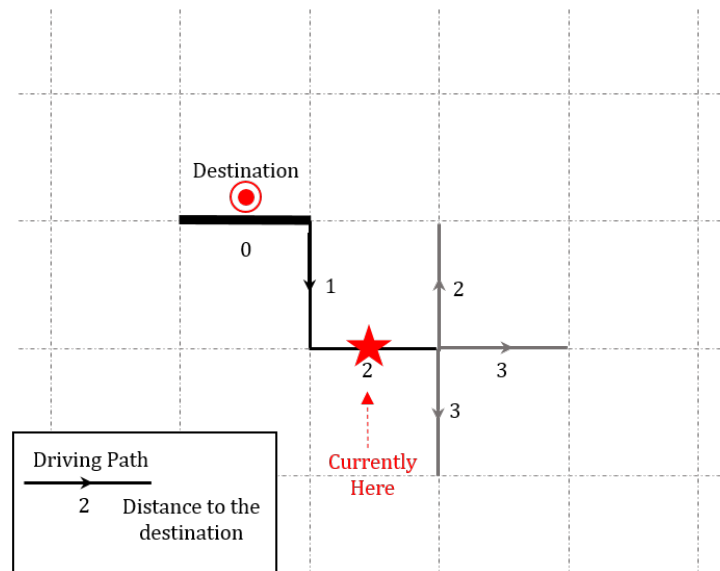 Destination
0
1
2
2
3
3
Currently
Here
Driving Path
2
Distance to the
destination